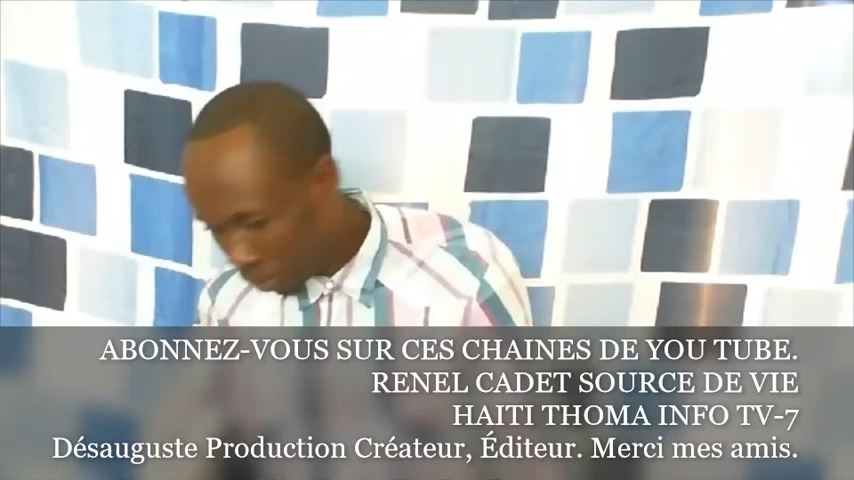 ABONNEZ-VOUS SUR CES CHAINES DE YOU TUBE.
RENEL CADET SOURCE DE VIE
HAITI THOMA INFO TV-7
Désauguste Production Créateur, Éditeur. Merci mes amis.